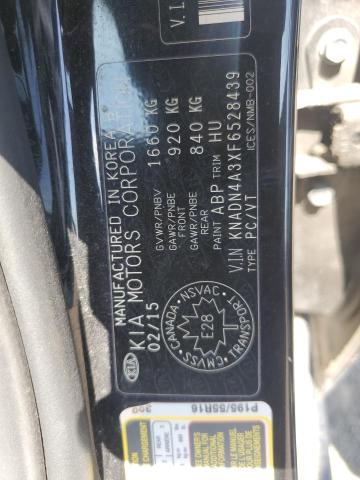 MANUFACTURED IN KOREA
KIA MOTORS CORPORATION
02/15
GVWR/PNBV 1660 KG
GAWR/PNBE FRONT 920 KG
GAWR/PNBE REAR 840 KG
PAINT ABP TRIM HU
V.IN KNADN4A3XF6528439
TYPE PC/VT
ICES/NMB-002
KIA
CANADA
NSVAC
TRANSPORT
CMVSS
E28
P195/55R16
V.I